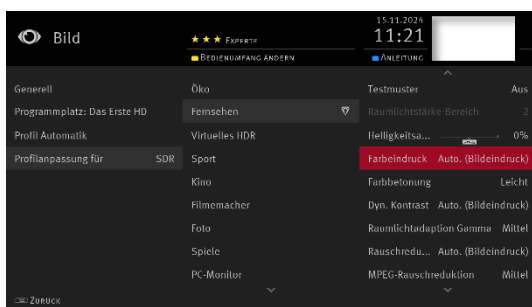 Bild
★★★ EXPERTE
BEDIENUMFANG ÄNDERN
15.11.2024
11:21
ANLEITUNG
Generell
Programmplatz: Das Erste HD
Profil Automatik
Profilanpassung für SDR
Öko
Fernsehen
Virtuelles HDR
Sport
Kino
Filmemacher
Foto
Spiele
PC-Monitor
Testmuster Aus
Raumlichtstärke-Bereich 2
Helligkeitsa... 0%
Farbeindruck Auto. (Bildeindruck)
Farbbetonung Leicht
Dyn. Kontrast Auto. (Bildeindruck)
Raumlichtadaption Gamma Mittel
Rauschredu... Auto. (Bildeindruck)
MPEG-Rauschreduktion Mittel
ZURÜCK